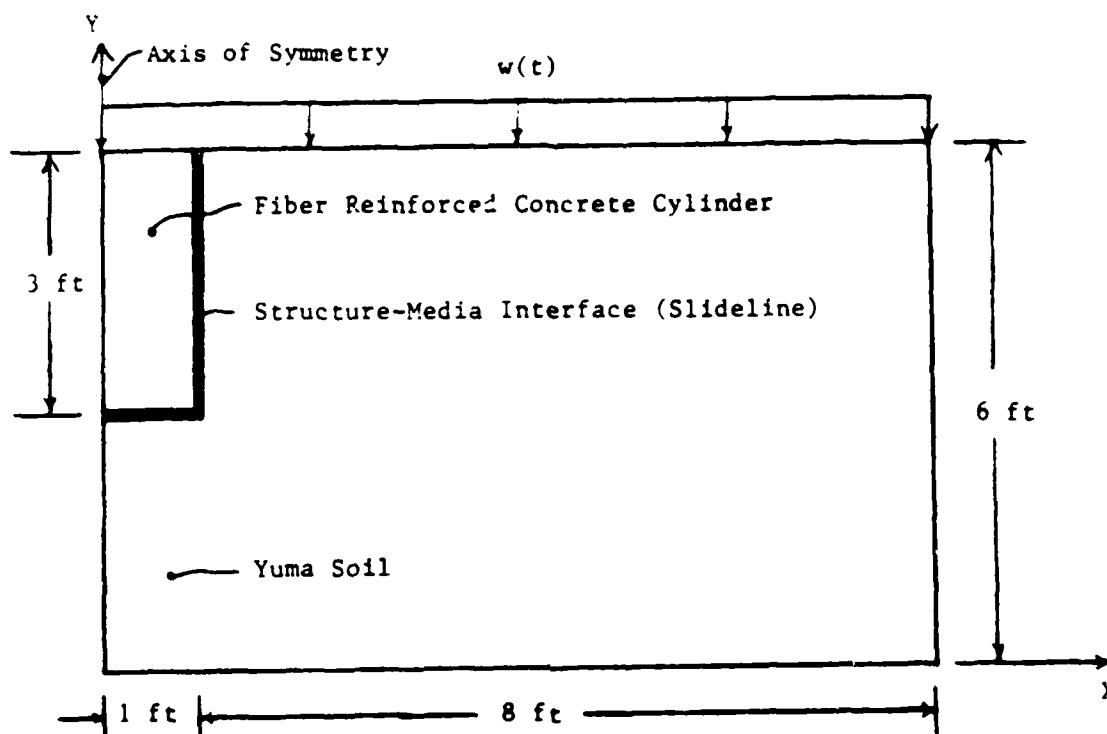 Y
Axis of Symmetry
w(t)
Fiber Reinforced Concrete Cylinder
3 ft
Structure-Media Interface (Slideline)
6 ft
Yuma Soil
1 ft
8 ft